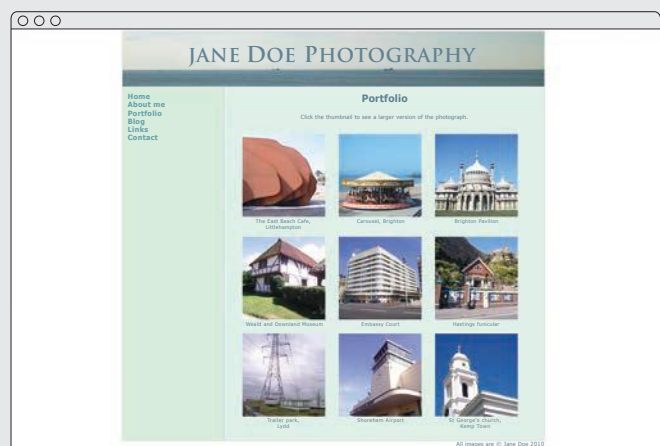 JANE DOE PHOTOGRAPHY
Home
About me
Portfolio
Blog
Links
Contact
Portfolio
Click the thumbnail to see a larger version of the photograph.
The East Beach Cafe,
Littlehampton
Carousel, Brighton
Brighton Pavilion
Weald and Downland Museum
Embassy Court
Hastings funicular
Trailer park,
Lydd
Shoreham Airport
St George's church,
Kemp Town
All images are © Jane Doe 2010